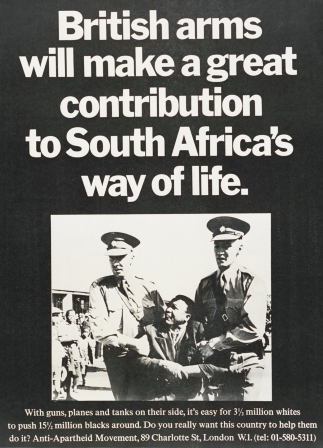 British arms
will make a great
contribution
to South Africa's
way of life.
With guns, planes and tanks on their side, it's easy for 3½ million whites
to push 15½ million blacks around. Do you really want this country to help them
do it? Anti-Apartheid Movement, 89 Charlotte St, London W.1. (tel: 01-580-5311)